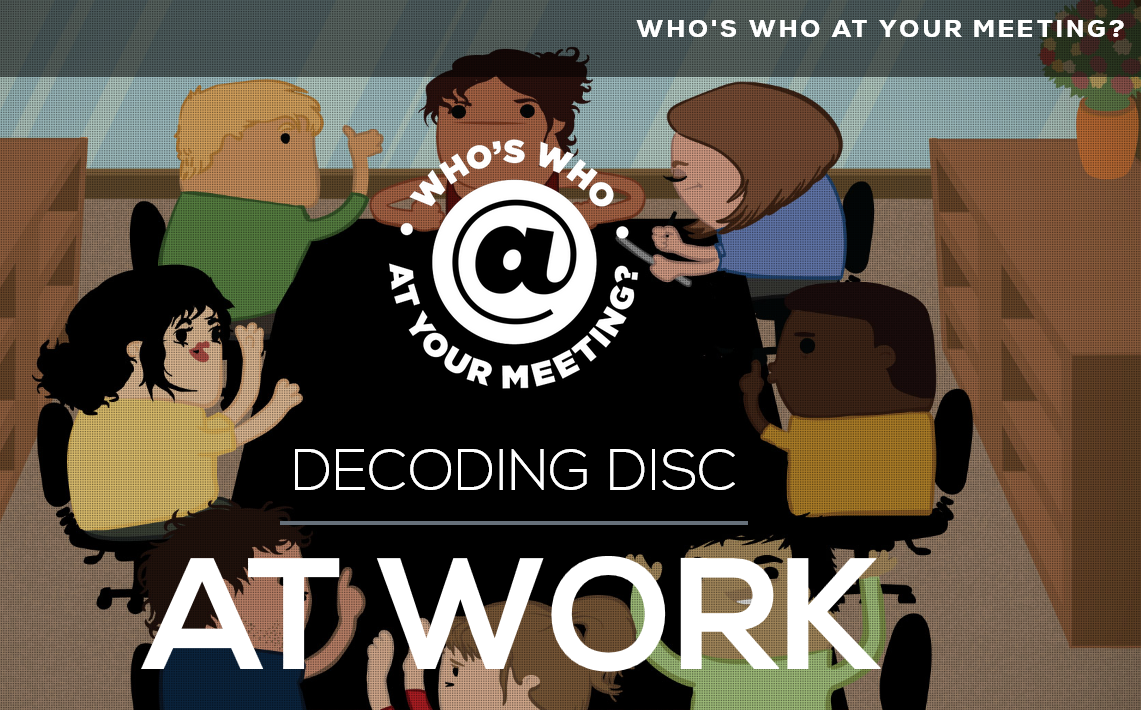 WHO'S WHO AT YOUR MEETING?
WHO'S WHO
@
AT YOUR MEETING?
DECODING DISC
AT WORK